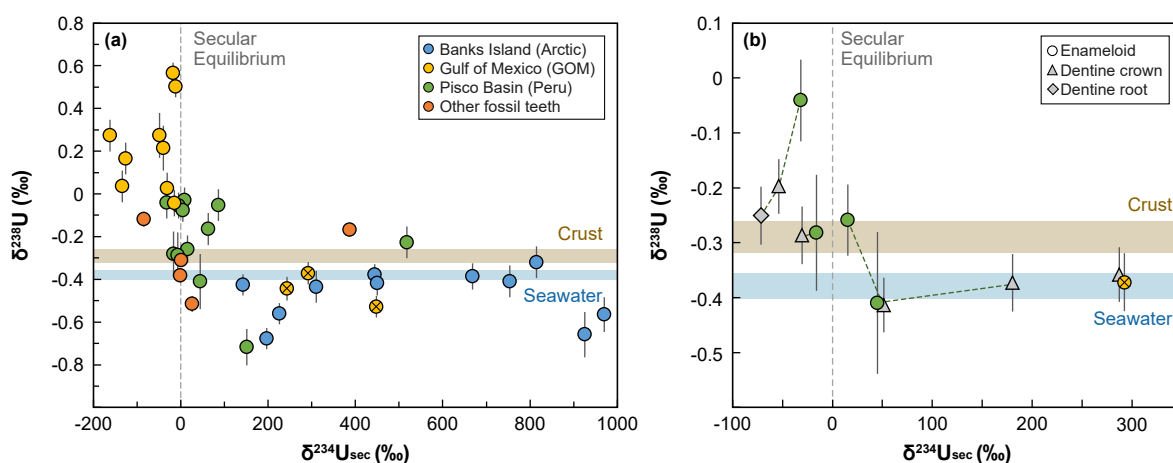 (a)
Secular
Equilibrium
Banks Island (Arctic)
Gulf of Mexico (GOM)
Pisco Basin (Peru)
Other fossil teeth
Crust
Seawater
0.8
0.6
0.4
0.2
0
-0.2
-0.4
-0.6
-0.8
δ²³⁸U (‰)
-200
0
200
400
600
800
1000
δ²³⁴Usec (‰)
(b)
Secular
Equilibrium
Enameloid
Dentine crown
Dentine root
Crust
Seawater
0.1
0
-0.1
-0.2
-0.3
-0.4
-0.5
δ²³⁸U (‰)
-100
0
100
200
300
δ²³⁴Usec (‰)